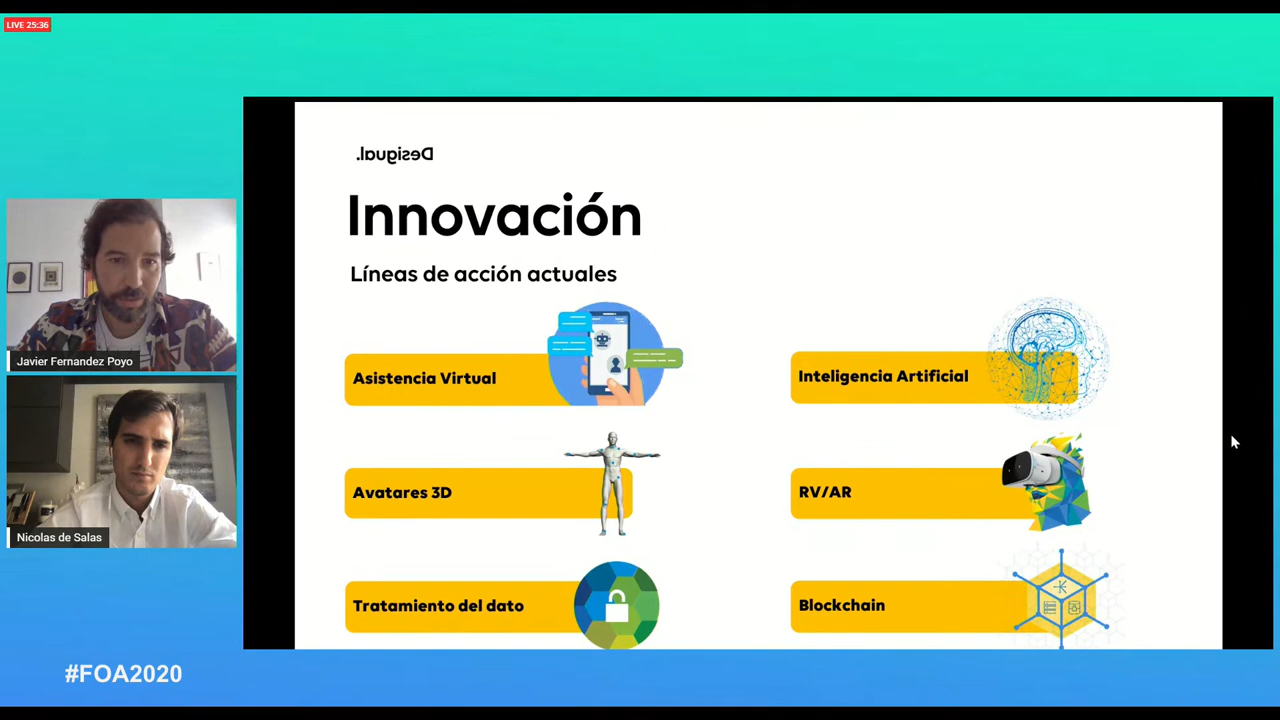 LIVE 25:36
Desigual.
Innovación
Líneas de acción actuales
Asistencia Virtual
Inteligencia Artificial
Avatares 3D
RV/AR
Tratamiento del dato
Blockchain
Javier Fernandez Poyo
Nicolas de Salas
#FOA2020